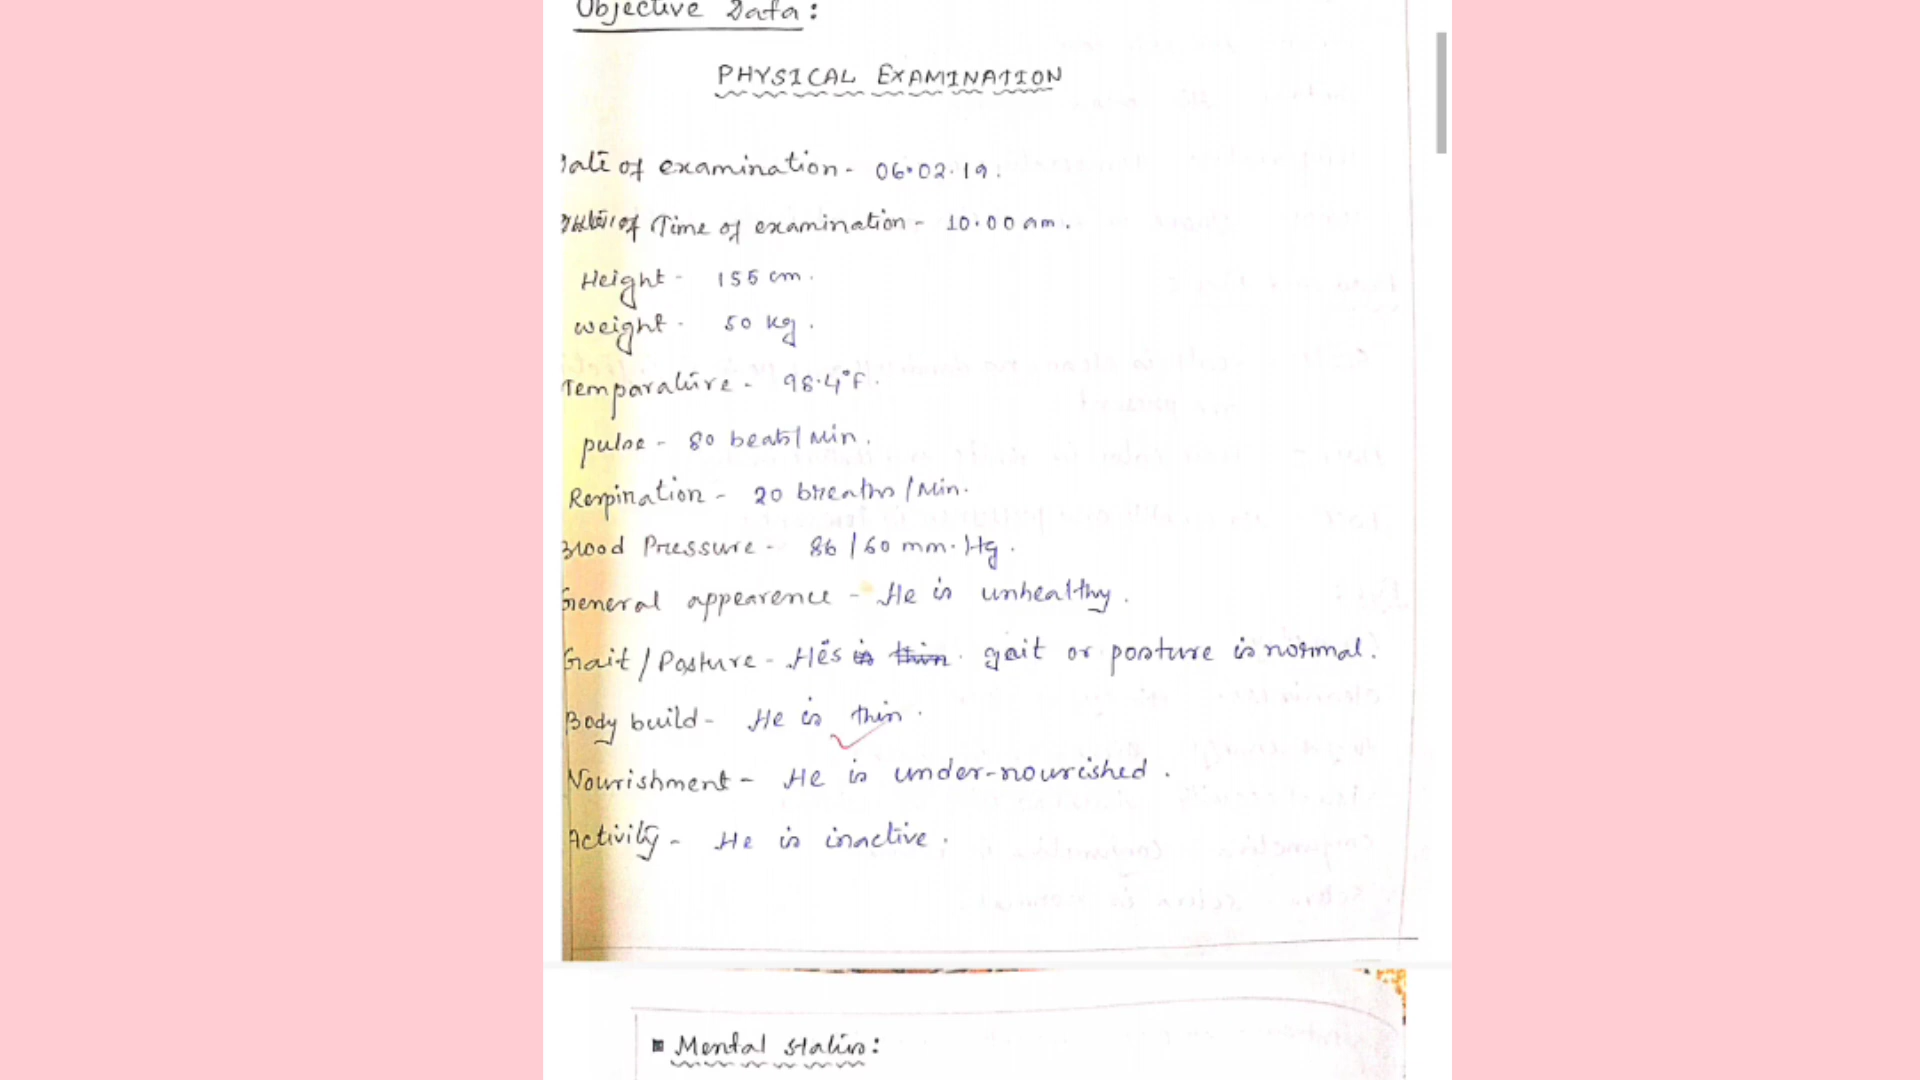 Objective Data:
PHYSICAL EXAMINATION
Date of examination - 06.02.19.
Time of examination - 10.00 am.
Height - 155 cm.
weight - 50 kg.
Temparature - 98.4°F.
pulse - 80 beats/Min.
Respiration - 20 breaths/Min.
Blood Pressure - 86/60 mm.Hg.
General appearence - He is unhealthy.
Gait/Posture - He's is thin. gait or posture is normal.
Body build - He is thin.
Nourishment - He is under-nourished.
Activity - He is inactive.
Mental status: